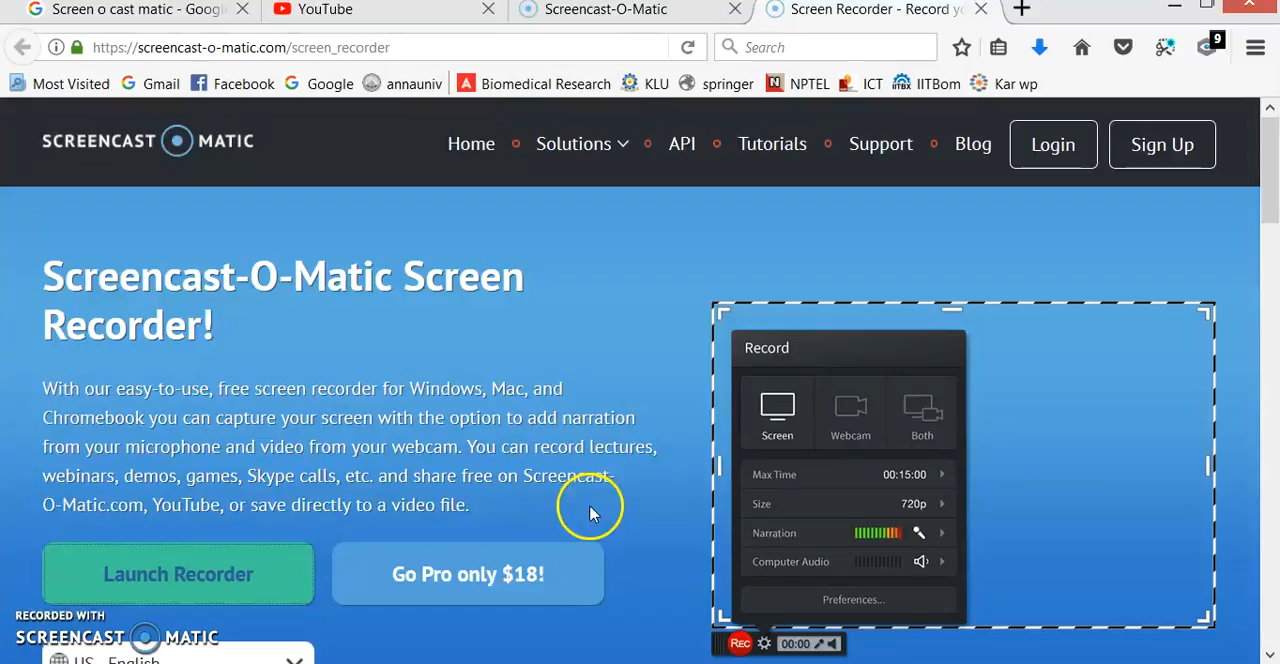 Screen o cast matic - Googl
YouTube
Screencast-O-Matic
Screen Recorder - Record yo
https://screencast-o-matic.com/screen_recorder
Search
9
Most Visited
Gmail
Facebook
Google
annauniv
Biomedical Research
KLU
springer
NPTEL
ICT
IITBom
Kar wp
SCREENCAST MATIC
Home
Solutions
API
Tutorials
Support
Blog
Login
Sign Up
Screencast-O-Matic Screen
Recorder!
With our easy-to-use, free screen recorder for Windows, Mac, and
Chromebook you can capture your screen with the option to add narration
from your microphone and video from your webcam. You can record lectures,
webinars, demos, games, Skype calls, etc. and share free on Screencast-
O-Matic.com, YouTube, or save directly to a video file.
Launch Recorder
Go Pro only $18!
Record
Screen
Webcam
Both
Max Time 00:15:00
Size 720p
Narration
Computer Audio
Preferences...
REC 00:00
RECORDED WITH
SCREENCAST MATIC
US - English